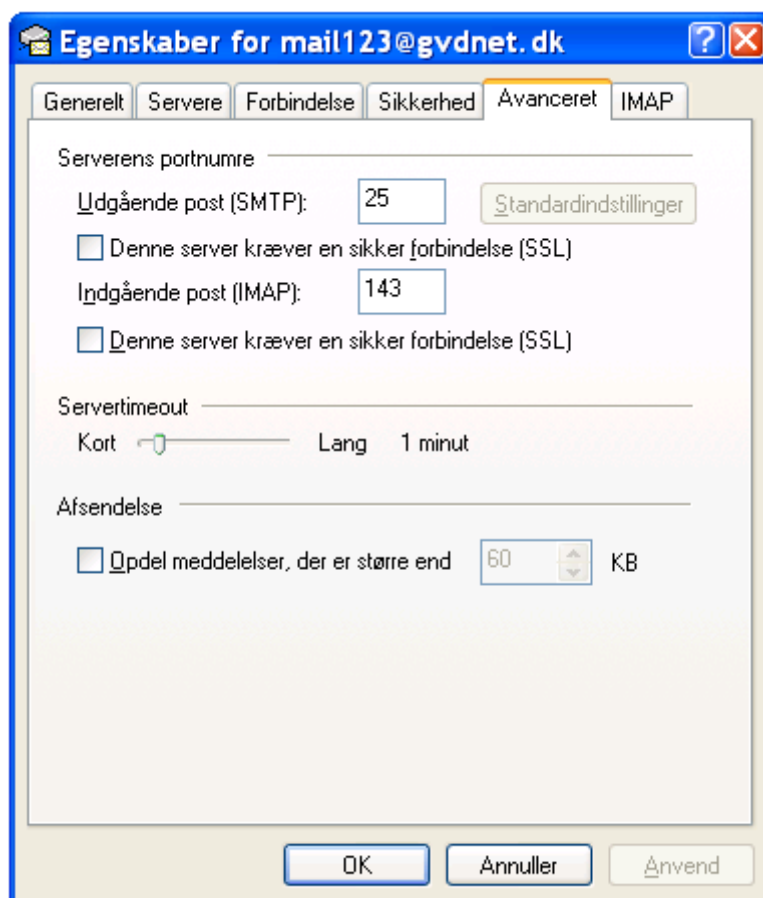 Egenskaber for mail123@gvdnet.dk
Generelt Servere Forbindelse Sikkerhed Avanceret IMAP
Serverens portnumre
Udgående post (SMTP): 25 Standardindstillinger
Denne server kræver en sikker forbindelse (SSL)
Indgående post (IMAP): 143
Denne server kræver en sikker forbindelse (SSL)
Servertimeout
Kort Lang 1 minut
Afsendelse
Opdel meddelelser, der er større end 60 KB
OK Annuller Anvend